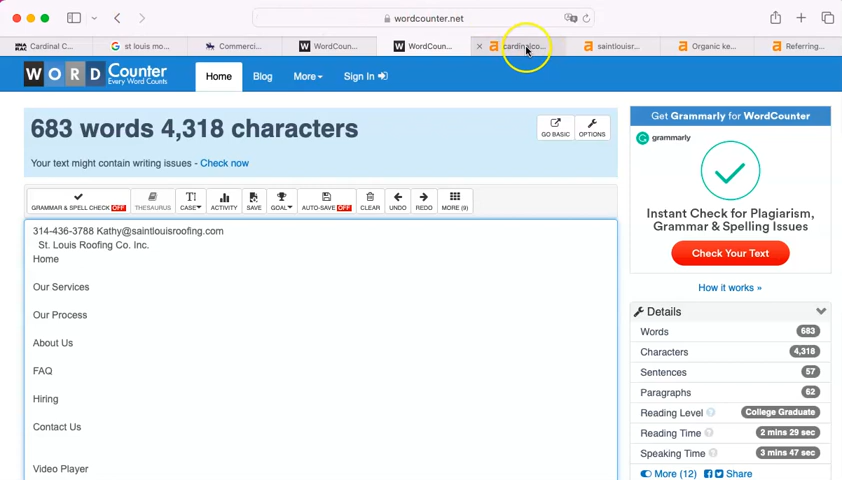 wordcounter.net
Cardinal C...
st louis mo...
Commerci...
WordCoun...
WordCoun...
cardinalco...
saintlouisr...
Organic ke...
Referring...
WORD Counter
Every Word Counts
Home
Blog
More
Sign In
683 words 4,318 characters
Your text might contain writing issues - Check now
GO BASIC
OPTIONS
GRAMMAR & SPELL CHECK OFF
THESAURUS
CASE
ACTIVITY
SAVE
GOAL
AUTO-SAVE OFF
CLEAR
UNDO
REDO
MORE (9)
314-436-3788 Kathy@saintlouisroofing.com
St. Louis Roofing Co. Inc.
Home
Our Services
Our Process
About Us
FAQ
Hiring
Contact Us
Video Player
Get Grammarly for WordCounter
grammarly
Instant Check for Plagiarism,
Grammar & Spelling Issues
Check Your Text
How it works »
Details
Words 683
Characters 4,318
Sentences 57
Paragraphs 62
Reading Level College Graduate
Reading Time 2 mins 29 sec
Speaking Time 3 mins 47 sec
More (12) Share